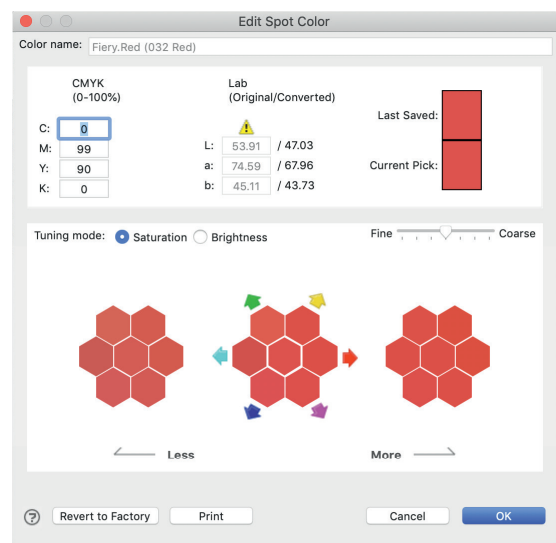 Edit Spot Color
Color name: Fiery.Red (032 Red)
CMYK
(0-100%)
Lab
(Original/Converted)
C: 0
M: 99
Y: 90
K: 0
L: 53.91 / 47.03
a: 74.59 / 67.96
b: 45.11 / 43.73
Last Saved:
Current Pick:
Tuning mode: Saturation Brightness
Fine Coarse
Less
More
? Revert to Factory Print Cancel OK